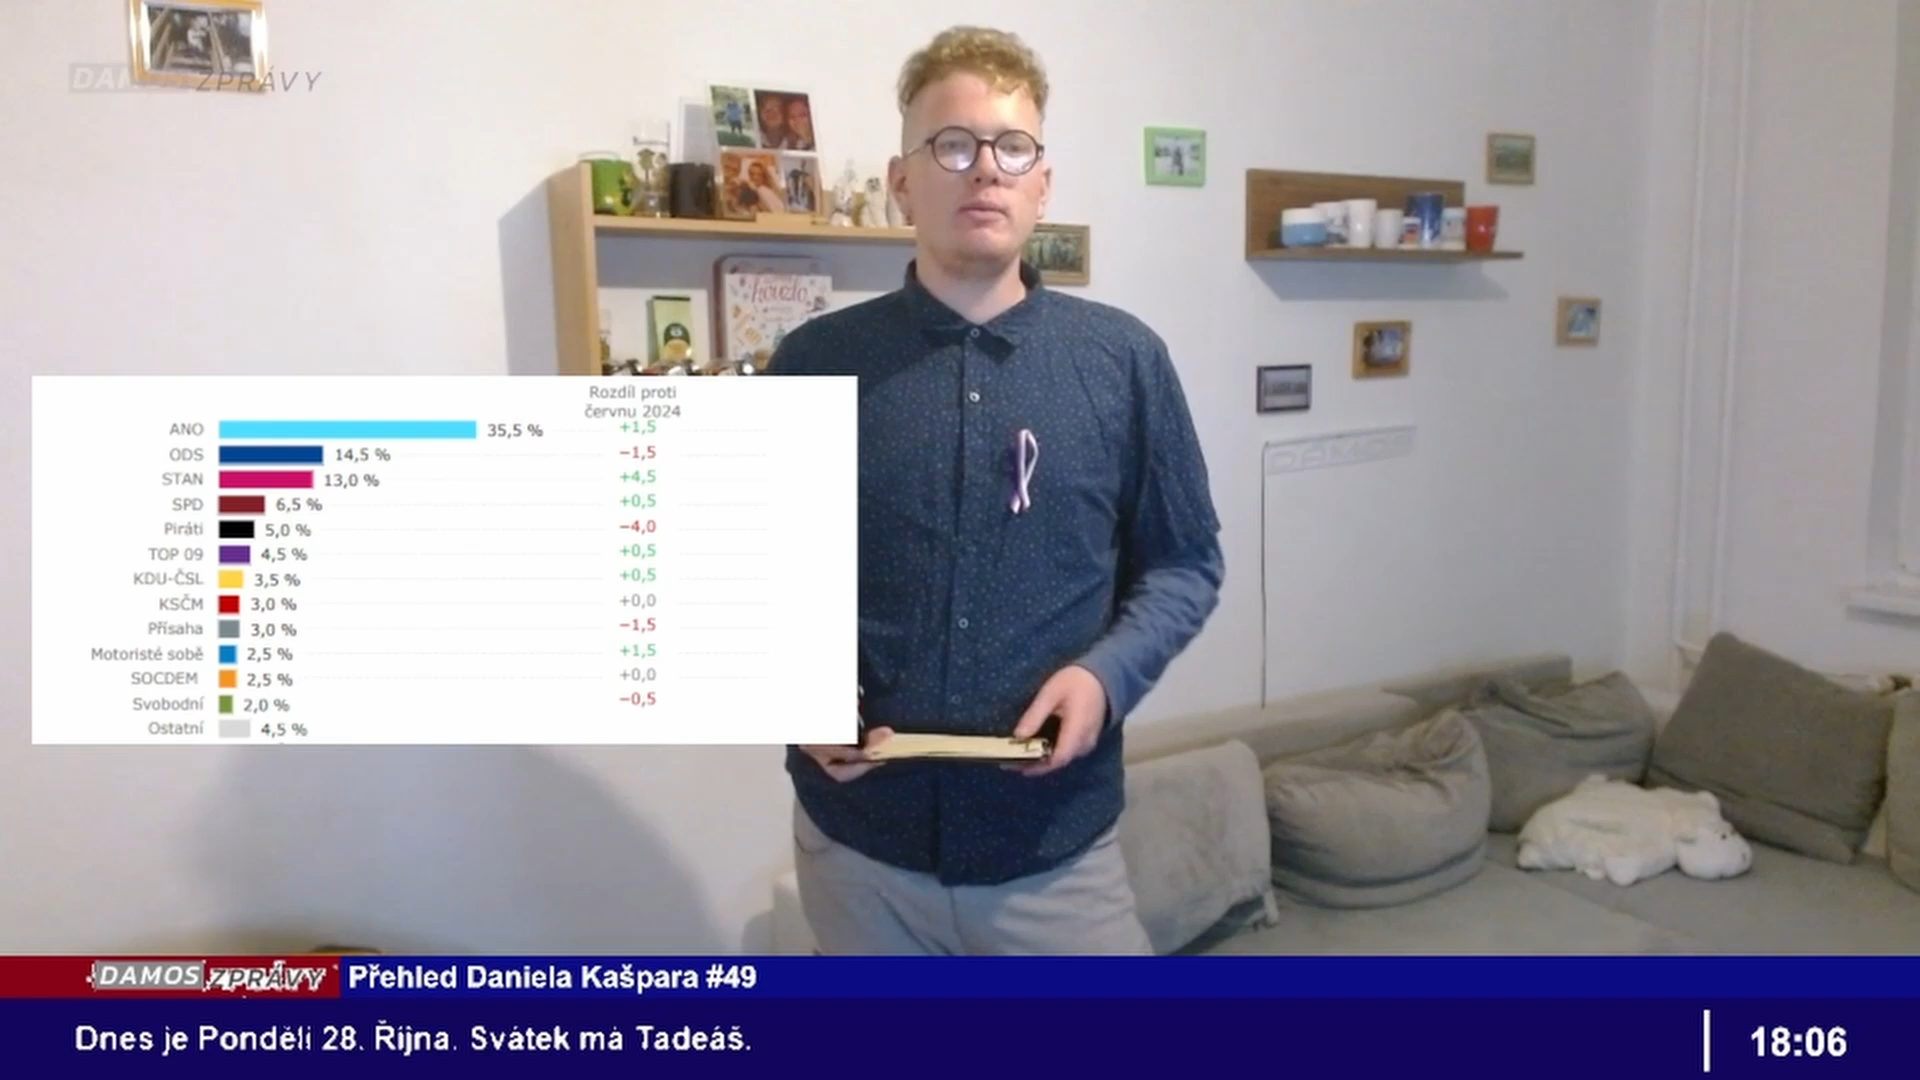 DAMOS ZPRÁVY
kouzlo
DAMOS
Rozdíl proti
červnu 2024
ANO 35,5 % +1,5
ODS 14,5 % −1,5
STAN 13,0 % +4,5
SPD 6,5 % +0,5
Piráti 5,0 % −4,0
TOP 09 4,5 % +0,5
KDU-ČSL 3,5 % +0,5
KSČM 3,0 % +0,0
Přísaha 3,0 % −1,5
Motoristé sobě 2,5 % +1,5
SOCDEM 2,5 % +0,0
Svobodní 2,0 % −0,5
Ostatní 4,5 %
DAMOS ZPRÁVY Přehled Daniela Kašpara #49
Dnes je Pondělí 28. Října. Svátek má Tadeáš. 18:06